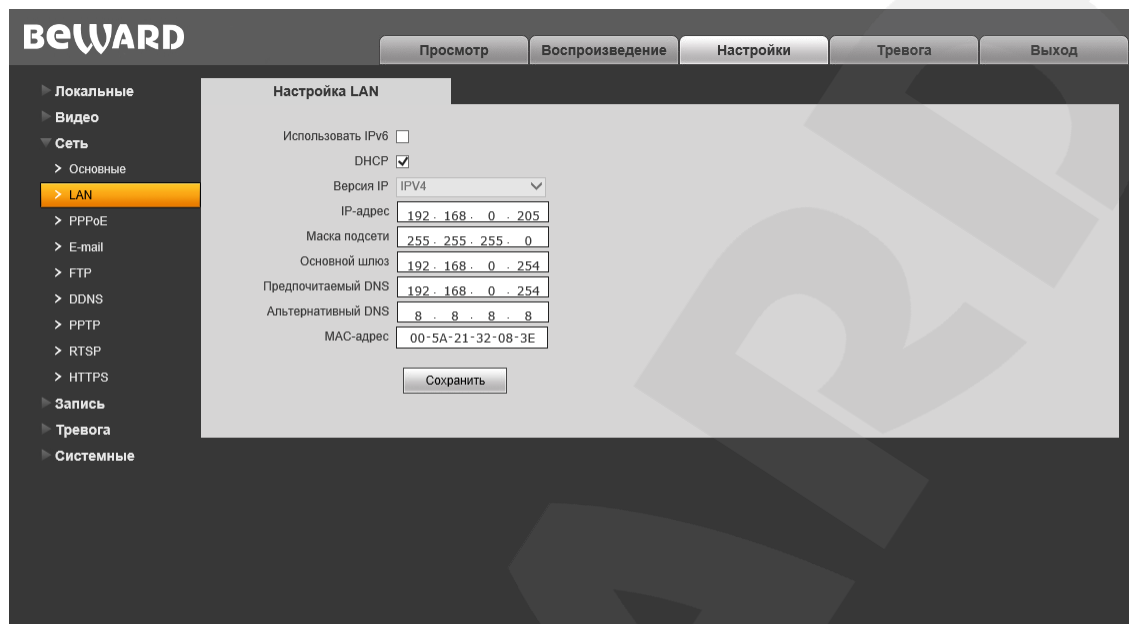 BEWARD
Просмотр
Воспроизведение
Настройки
Тревога
Выход
Локальные
Видео
Сеть
> Основные
> LAN
> PPPoE
> E-mail
> FTP
> DDNS
> PPTP
> RTSP
> HTTPS
Запись
Тревога
Системные
Настройка LAN
Использовать IPv6
DHCP
Версия IP IPV4
IP-адрес 192 . 168 . 0 . 205
Маска подсети 255 . 255 . 255 . 0
Основной шлюз 192 . 168 . 0 . 254
Предпочитаемый DNS 192 . 168 . 0 . 254
Альтернативный DNS 8 . 8 . 8 . 8
MAC-адрес 00-5A-21-32-08-3E
Сохранить